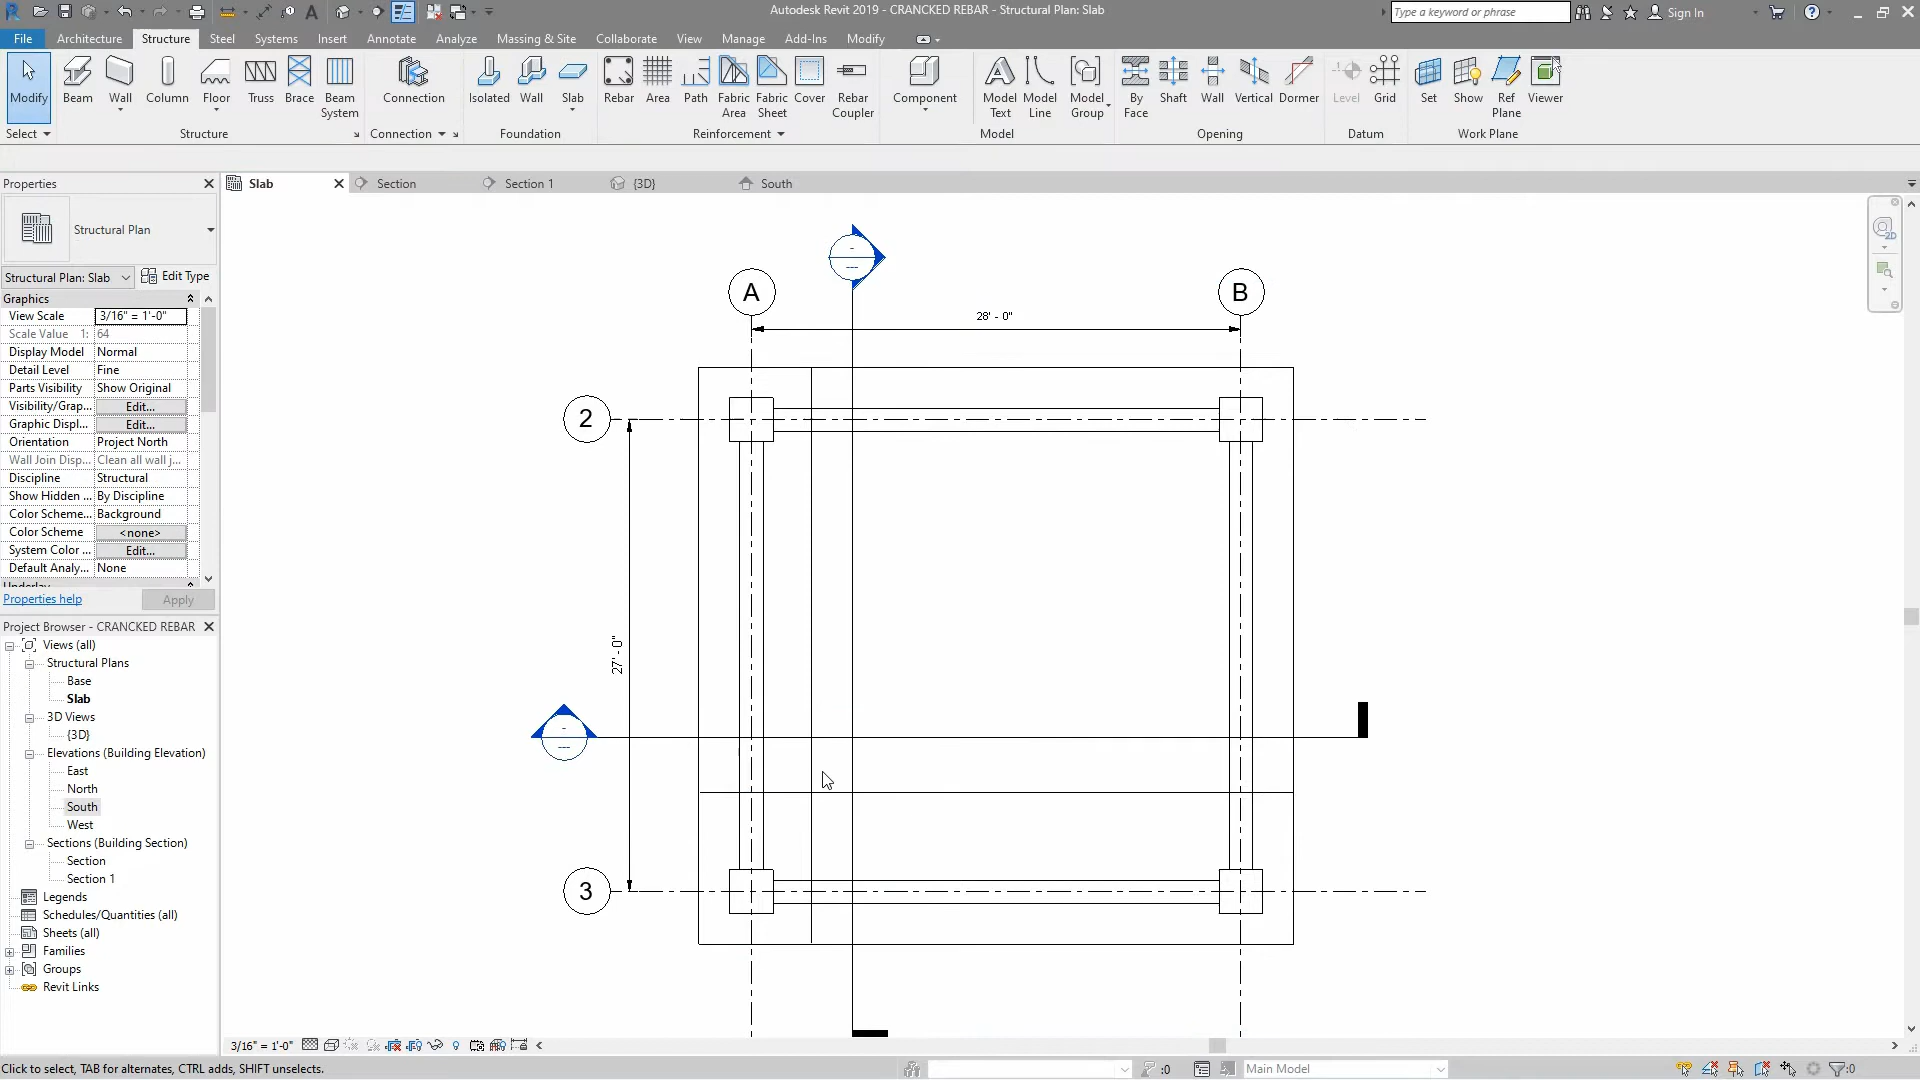 Autodesk Revit 2019 - CRANCKED REBAR - Structural Plan: Slab
Type a keyword or phrase
Sign In
File Architecture Structure Steel Systems Insert Annotate Analyze Massing & Site Collaborate View Manage Add-Ins Modify
Modify Beam Wall Column Floor Truss Brace Beam System Connection Isolated Wall Slab Rebar Area Path Fabric Area Fabric Sheet Cover Rebar Coupler Component Model Text Model Line Model Group By Face Shaft Wall Vertical Dormer Level Grid Set Show Ref Plane Viewer
Select Structure Connection Foundation Reinforcement Model Opening Datum Work Plane
Properties
Slab Section Section 1 {3D} South
Structural Plan
Structural Plan: Slab Edit Type
Graphics
View Scale 3/16" = 1'-0"
Scale Value 1: 64
Display Model Normal
Detail Level Fine
Parts Visibility Show Original
Visibility/Grap... Edit...
Graphic Displ... Edit...
Orientation Project North
Wall Join Disp... Clean all wall j...
Discipline Structural
Show Hidden ... By Discipline
Color Scheme... Background
Color Scheme <none>
System Color ... Edit...
Default Analy... None
Underlay
Properties help Apply
Project Browser - CRANCKED REBAR
Views (all)
Structural Plans
Base
Slab
3D Views
{3D}
Elevations (Building Elevation)
East
North
South
West
Sections (Building Section)
Section
Section 1
Legends
Schedules/Quantities (all)
Sheets (all)
Families
Groups
Revit Links
A
B
28' - 0"
2
27' - 0"
3
2D
3/16" = 1'-0"
Click to select, TAB for alternates, CTRL adds, SHIFT unselects.
:0
Main Model
:0